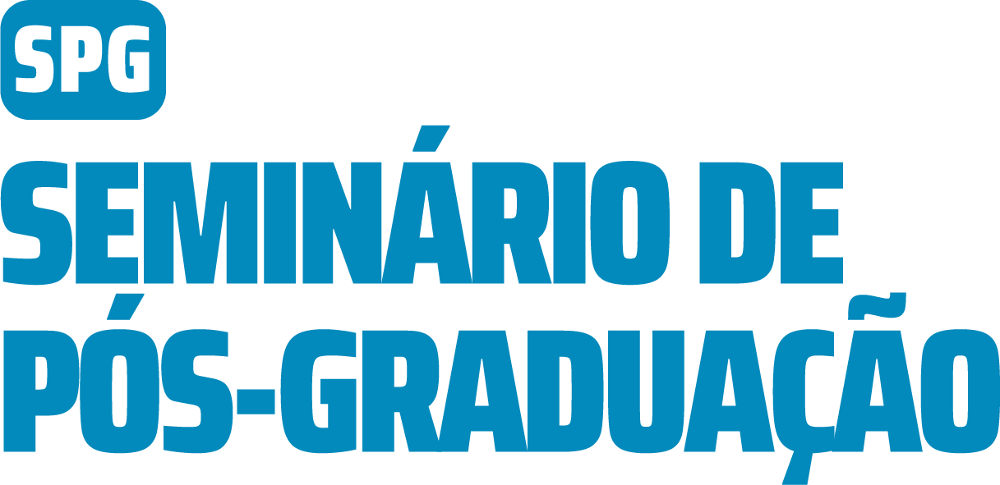 SPG
SEMINÁRIO DE
PÓS-GRADUAÇÃO